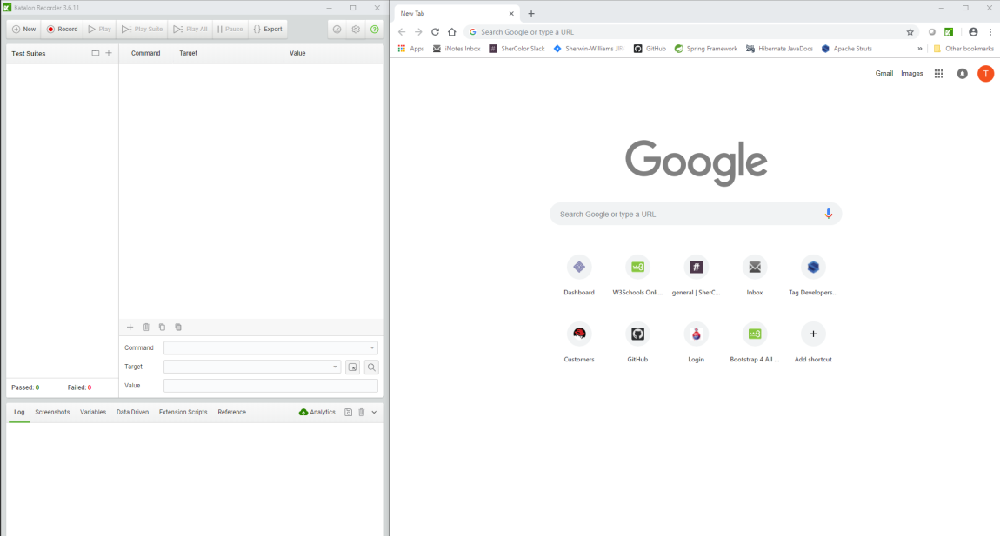 Katalon Recorder 3.6.11
New Record Play Play Suite Play All Pause Export
Test Suites
Command Target Value
Command
Target
Value
Passed: 0 Failed: 0
Log Screenshots Variables Data Driven Extension Scripts Reference Analytics
New Tab
Search Google or type a URL
Apps iNotes Inbox SherColor Slack Sherwin-Williams JIR GitHub Spring Framework Hibernate JavaDocs Apache Struts » Other bookmarks
Gmail Images T
Google
Search Google or type a URL
Dashboard W3Schools Onli... general | SherC... Inbox Tag Developers...
Customers GitHub Login Bootstrap 4 All ... Add shortcut